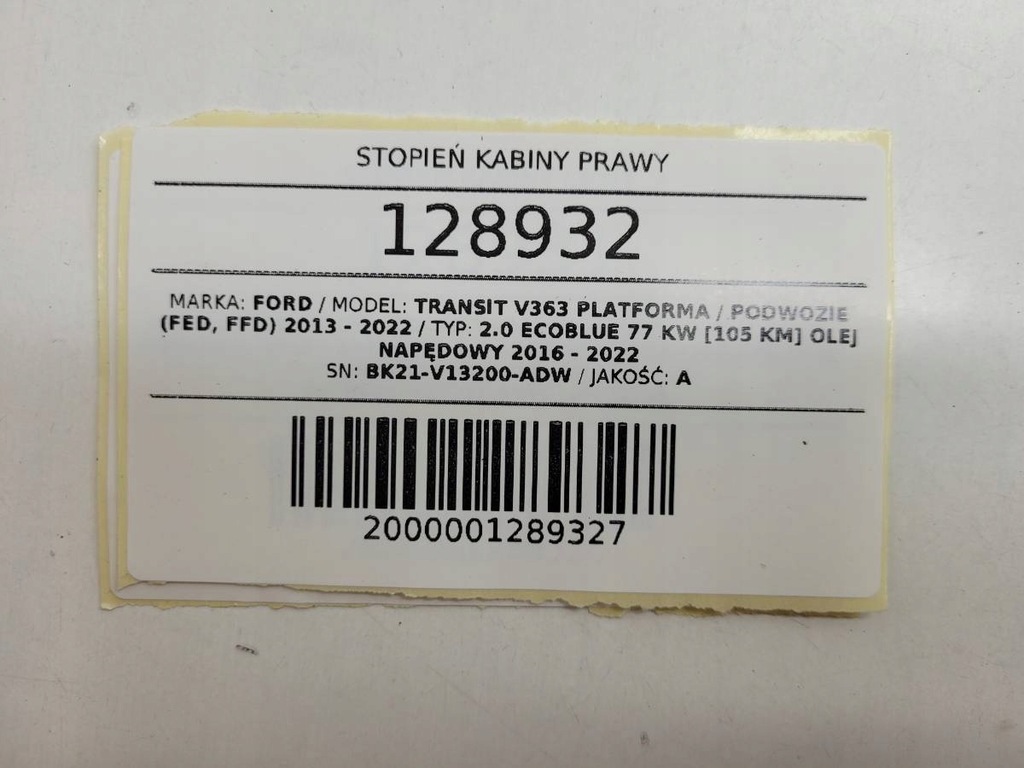 STOPIEŃ KABINY PRAWY
128932
MARKA: FORD / MODEL: TRANSIT V363 PLATFORMA / PODWOZIE
(FED, FFD) 2013 - 2022 / TYP: 2.0 ECOBLUE 77 KW [105 KM] OLEJ
NAPĘDOWY 2016 - 2022
SN: BK21-V13200-ADW / JAKOŚĆ: A
2000001289327